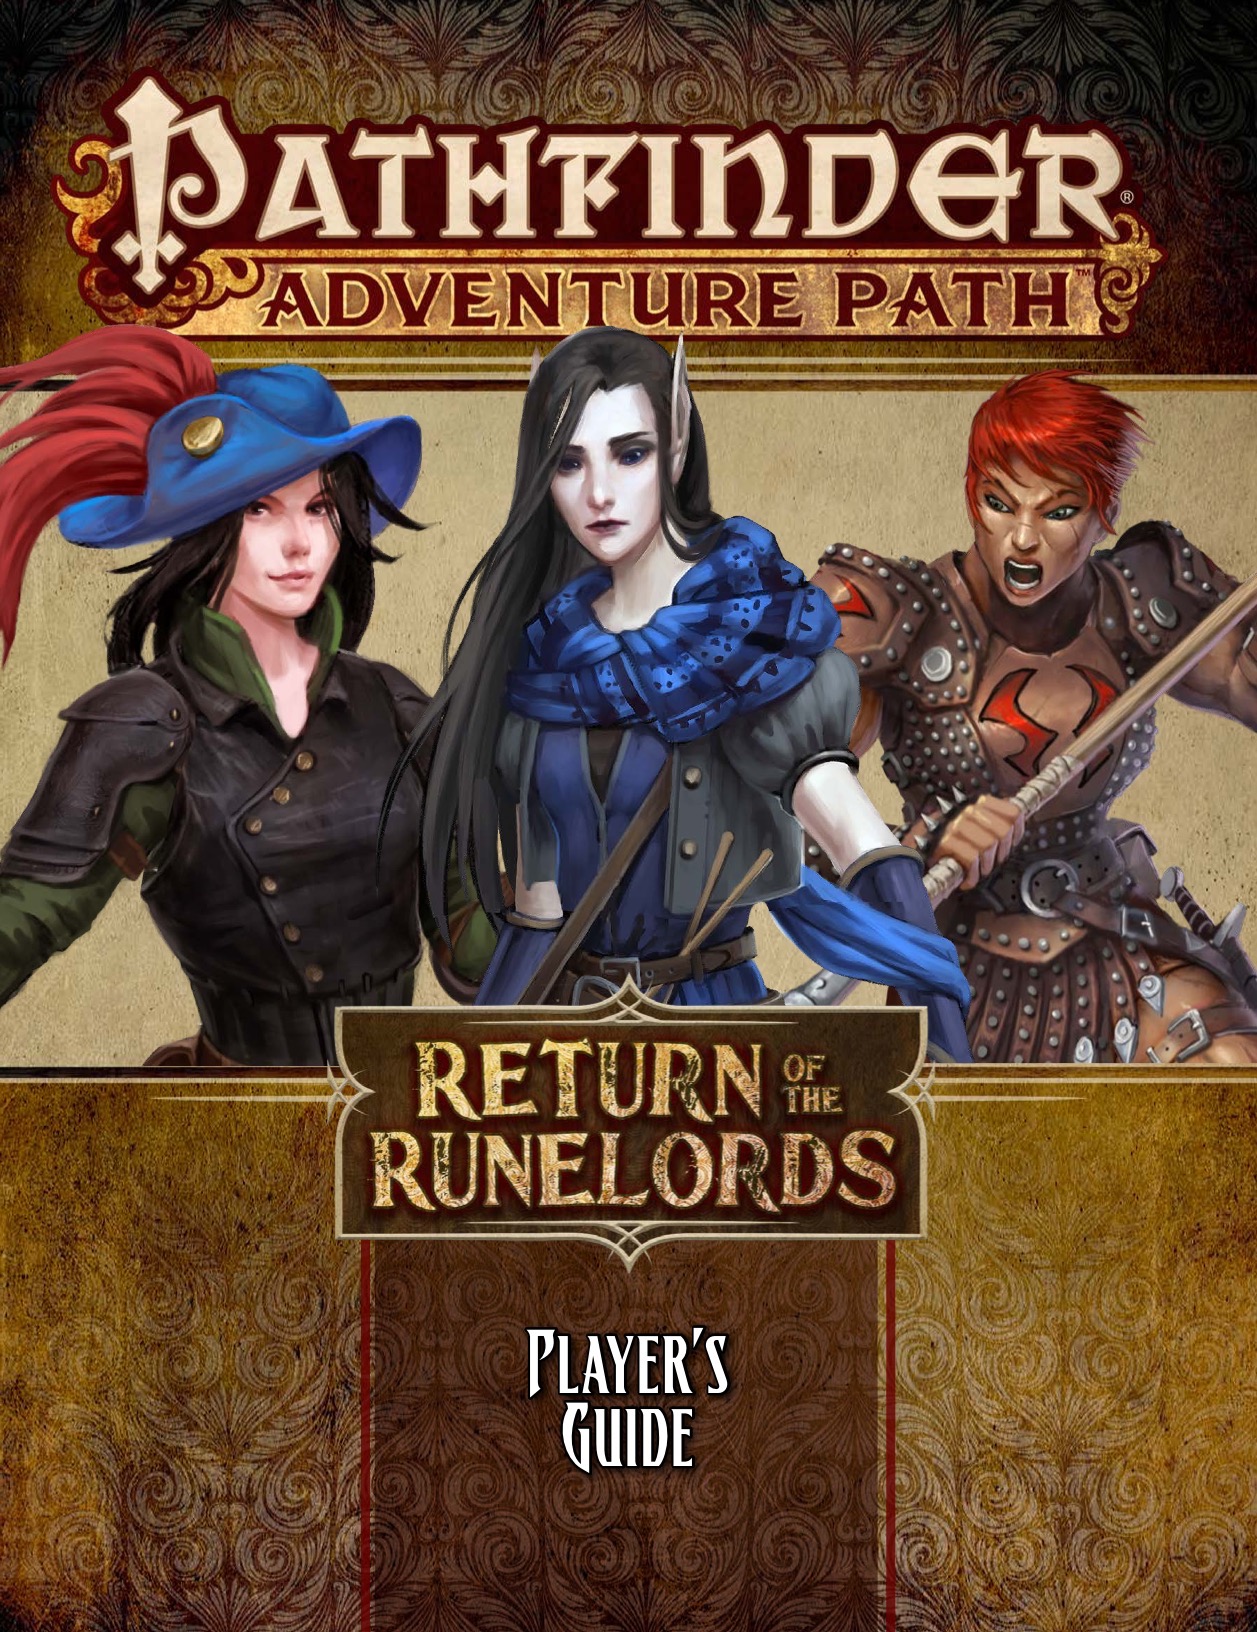 PATHFINDER®
ADVENTURE PATH™
RETURN OF THE
RUNELORDS
PLAYER'S
GUIDE